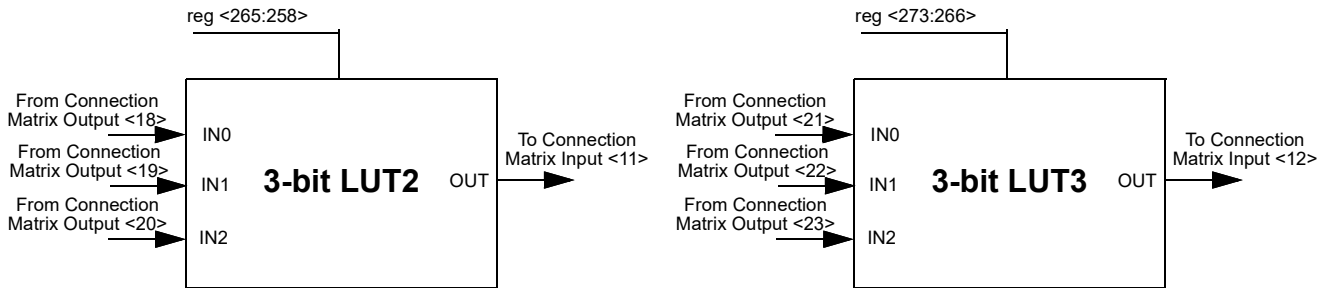 reg <265:258>
From Connection
Matrix Output <18>
IN0
From Connection
Matrix Output <19>
IN1
From Connection
Matrix Output <20>
IN2
3-bit LUT2
OUT
To Connection
Matrix Input <11>
reg <273:266>
From Connection
Matrix Output <21>
IN0
From Connection
Matrix Output <22>
IN1
From Connection
Matrix Output <23>
IN2
3-bit LUT3
OUT
To Connection
Matrix Input <12>